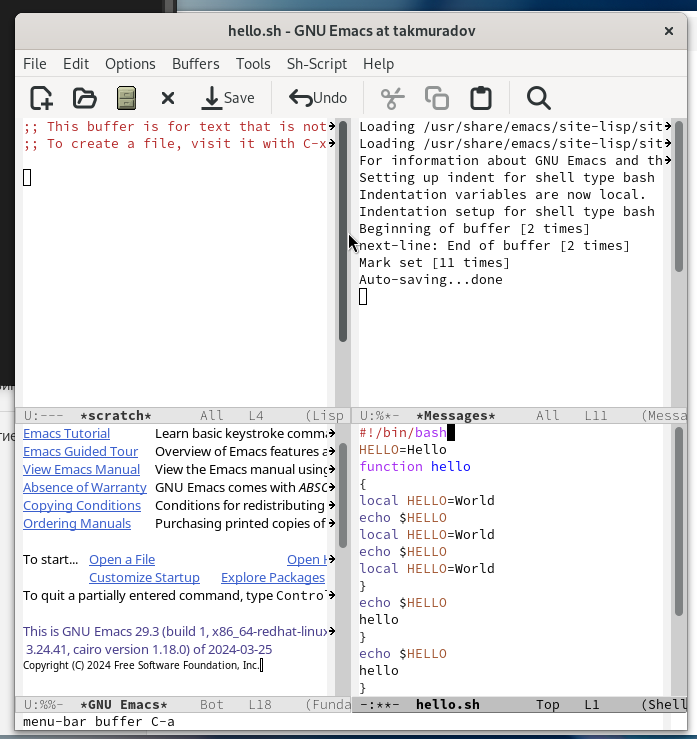 hello.sh - GNU Emacs at takmuradov
File Edit Options Buffers Tools Sh-Script Help
Save Undo
;; This buffer is for text that is not
;; To create a file, visit it with C-x
U:--- *scratch* All L4 (Lisp
Loading /usr/share/emacs/site-lisp/sit
Loading /usr/share/emacs/site-lisp/sit
For information about GNU Emacs and th
Setting up indent for shell type bash
Indentation variables are now local.
Indentation setup for shell type bash
Beginning of buffer [2 times]
next-line: End of buffer [2 times]
Mark set [11 times]
Auto-saving...done
U:%*- *Messages* All L11 (Messa
Emacs Tutorial Learn basic keystroke comma
Emacs Guided Tour Overview of Emacs features a
View Emacs Manual View the Emacs manual using
Absence of Warranty GNU Emacs comes with ABSO
Copying Conditions Conditions for redistributing
Ordering Manuals Purchasing printed copies of
To start... Open a File Open H
Customize Startup Explore Packages
To quit a partially entered command, type Contro
This is GNU Emacs 29.3 (build 1, x86_64-redhat-linux
3.24.41, cairo version 1.18.0) of 2024-03-25
Copyright (C) 2024 Free Software Foundation, Inc.
U:%%- *GNU Emacs* Bot L18 (Funda
#!/bin/bash
HELLO=Hello
function hello
{
local HELLO=World
echo $HELLO
local HELLO=World
echo $HELLO
local HELLO=World
}
echo $HELLO
hello
}
echo $HELLO
hello
}
-:**- hello.sh Top L1 (Shell
menu-bar buffer C-a